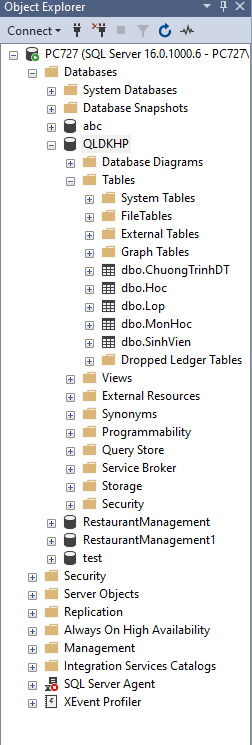 Object Explorer
Connect
PC727 (SQL Server 16.0.1000.6 - PC727\
Databases
System Databases
Database Snapshots
abc
QLDKHP
Database Diagrams
Tables
System Tables
FileTables
External Tables
Graph Tables
dbo.ChuongTrinhDT
dbo.Hoc
dbo.Lop
dbo.MonHoc
dbo.SinhVien
Dropped Ledger Tables
Views
External Resources
Synonyms
Programmability
Query Store
Service Broker
Storage
Security
RestaurantManagement
RestaurantManagement1
test
Security
Server Objects
Replication
Always On High Availability
Management
Integration Services Catalogs
SQL Server Agent
XEvent Profiler